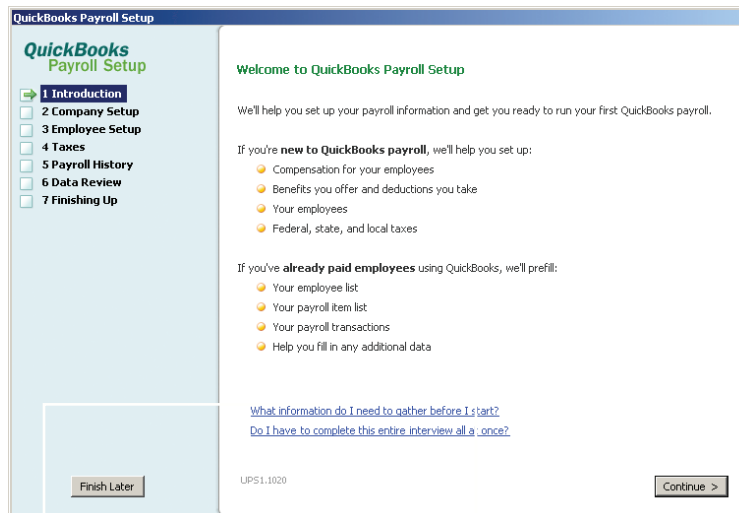 QuickBooks Payroll Setup
QuickBooks
Payroll Setup
1 Introduction
2 Company Setup
3 Employee Setup
4 Taxes
5 Payroll History
6 Data Review
7 Finishing Up
Finish Later
Welcome to QuickBooks Payroll Setup
We'll help you set up your payroll information and get you ready to run your first QuickBooks payroll.
If you're new to QuickBooks payroll, we'll help you set up:
Compensation for your employees
Benefits you offer and deductions you take
Your employees
Federal, state, and local taxes
If you've already paid employees using QuickBooks, we'll prefill:
Your employee list
Your payroll item list
Your payroll transactions
Help you fill in any additional data
What information do I need to gather before I start?
Do I have to complete this entire interview all at once?
UPS1.1020
Continue >